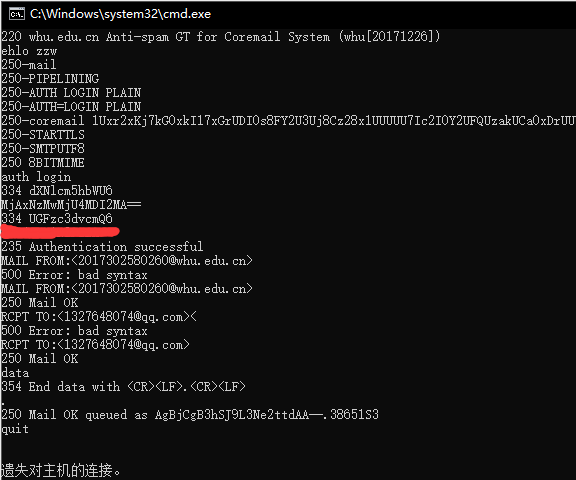 C:\Windows\system32\cmd.exe
220 whu.edu.cn Anti-spam GT for Coremail System (whu[20171226])
ehlo zzw
250-mail
250-PIPELINING
250-AUTH LOGIN PLAIN
250-AUTH=LOGIN PLAIN
250-coremail
250-STARTTLS
250-SMTPUTF8
250 8BITMIME
auth login
334 dXNlcm5hbWU6
MjAxNzMwMjU4MDI2MA==
334 UGFzc3dvcmQ6
235 Authentication successful
MAIL FROM:<2017302580260@whu.edu.cn>
500 Error: bad syntax
MAIL FROM:<2017302580260@whu.edu.cn>
250 Mail OK
RCPT TO:<1327648074@qq.com><
500 Error: bad syntax
RCPT TO:<1327648074@qq.com>
250 Mail OK
data
354 End data with <CR><LF>.<CR><LF>
.
250 Mail OK queued as AgBjCgB3hSJ9L3Ne2ttdAA--.38651S3
quit
遗失对主机的连接。